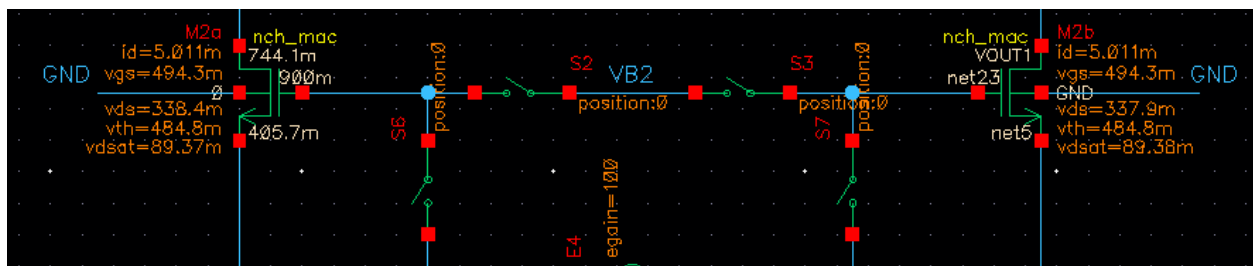 M2a
nch_mac
id=5.011m
744.1m
vgs=494.3m
GND
900m
0
vds=338.4m
vth=484.8m
405.7m
vdsat=89.37m
position:0
S6
S2
position:0
VB2
S3
position:0
position:0
S7
egain=100
E4
nch_mac
M2b
VOUT1
id=5.011m
net23
vgs=494.3m
GND
GND
vds=337.9m
vth=484.8m
net5
vdsat=89.38m